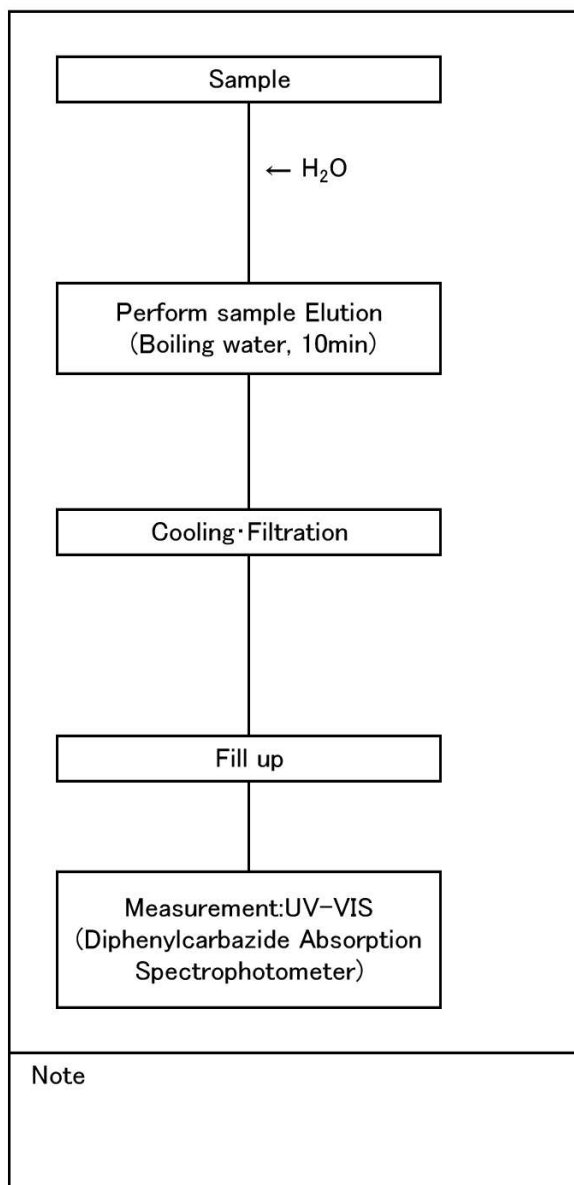 Sample
← H₂O
Perform sample Elution
(Boiling water, 10min)
Cooling･Filtration
Fill up
Measurement:UV-VIS
(Diphenylcarbazide Absorption
Spectrophotometer)
Note